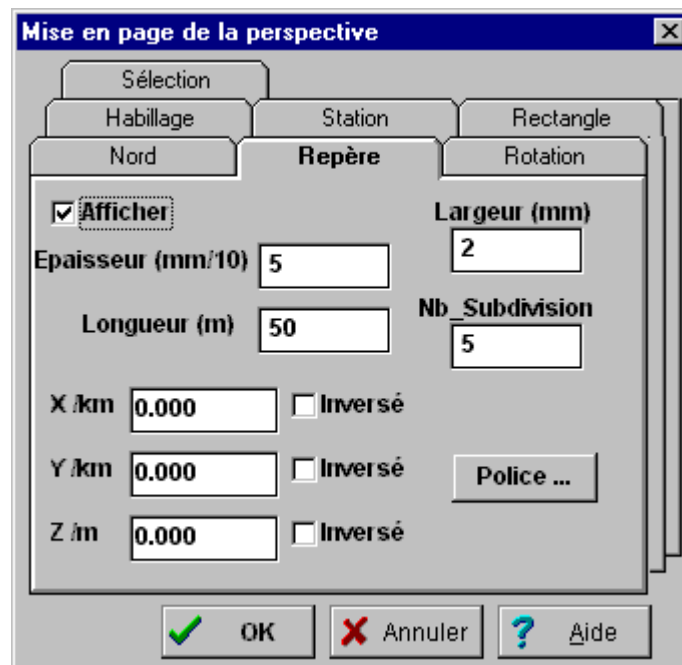 Mise en page de la perspective
Sélection
Habillage Station Rectangle
Nord Repère Rotation
Afficher Largeur (mm)
2
Epaisseur (mm/10) 5
Longueur (m) 50 Nb_Subdivision
5
X /km 0.000 Inversé
Y /km 0.000 Inversé Police ...
Z /m 0.000 Inversé
OK Annuler Aide